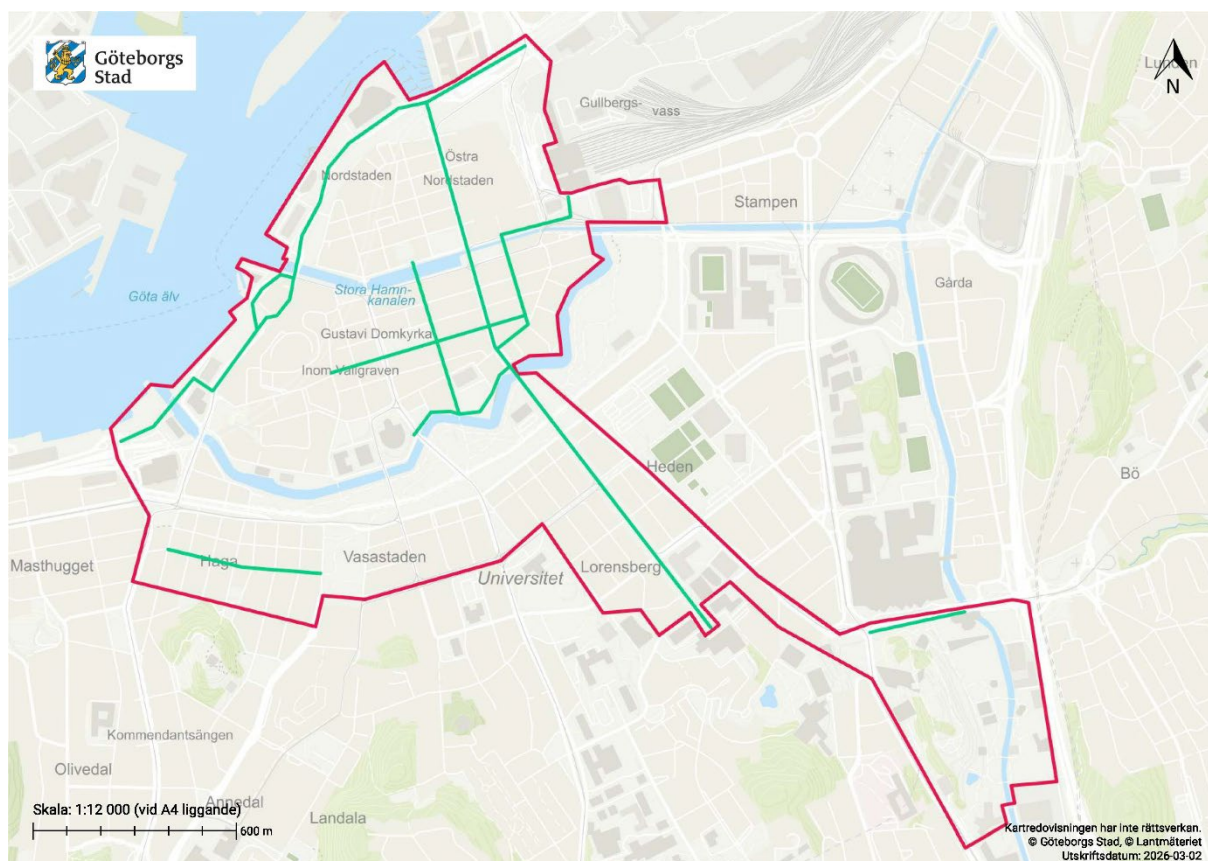 Göteborgs
Stad
N
Lunden
Gullbergs-
vass
Östra
Nordstaden
Nordstaden
Stampen
Göta älv
Stora Hamn-
kanalen
Gårda
Gustavi Domkyrka
Inom Vallgraven
Heden
Bö
Masthugget
Haga
Vasastaden
Universitet
Lorensberg
Kommendantsängen
Olivedal
Annedal
Landala
Skala: 1:12 000 (vid A4 liggande)
600 m
Kartredovisningen har inte rättsverkan.
© Göteborgs Stad, © Lantmäteriet
Utskriftsdatum: 2026-03-02